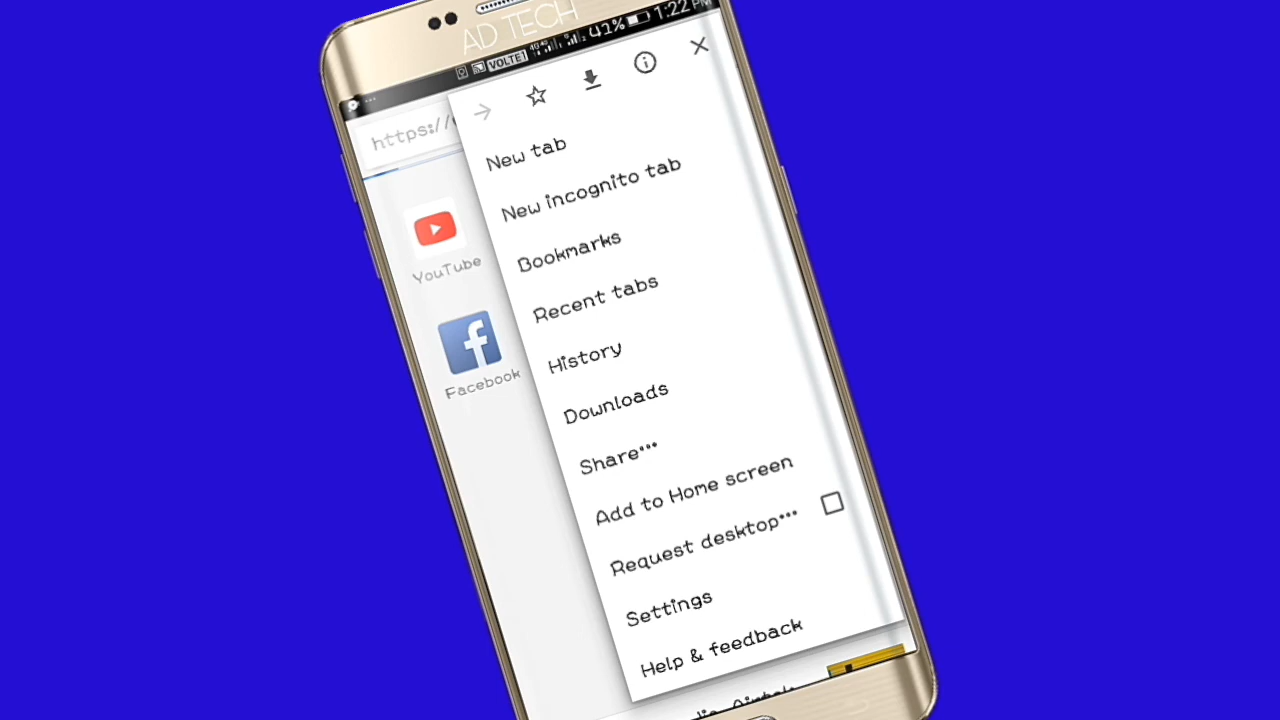 AD TECH
VOLTE 41% 1:22 PM
https://
New tab
New incognito tab
Bookmarks
Recent tabs
History
Downloads
Share...
Add to Home screen
Request desktop...
Settings
Help & feedback
YouTube
Facebook